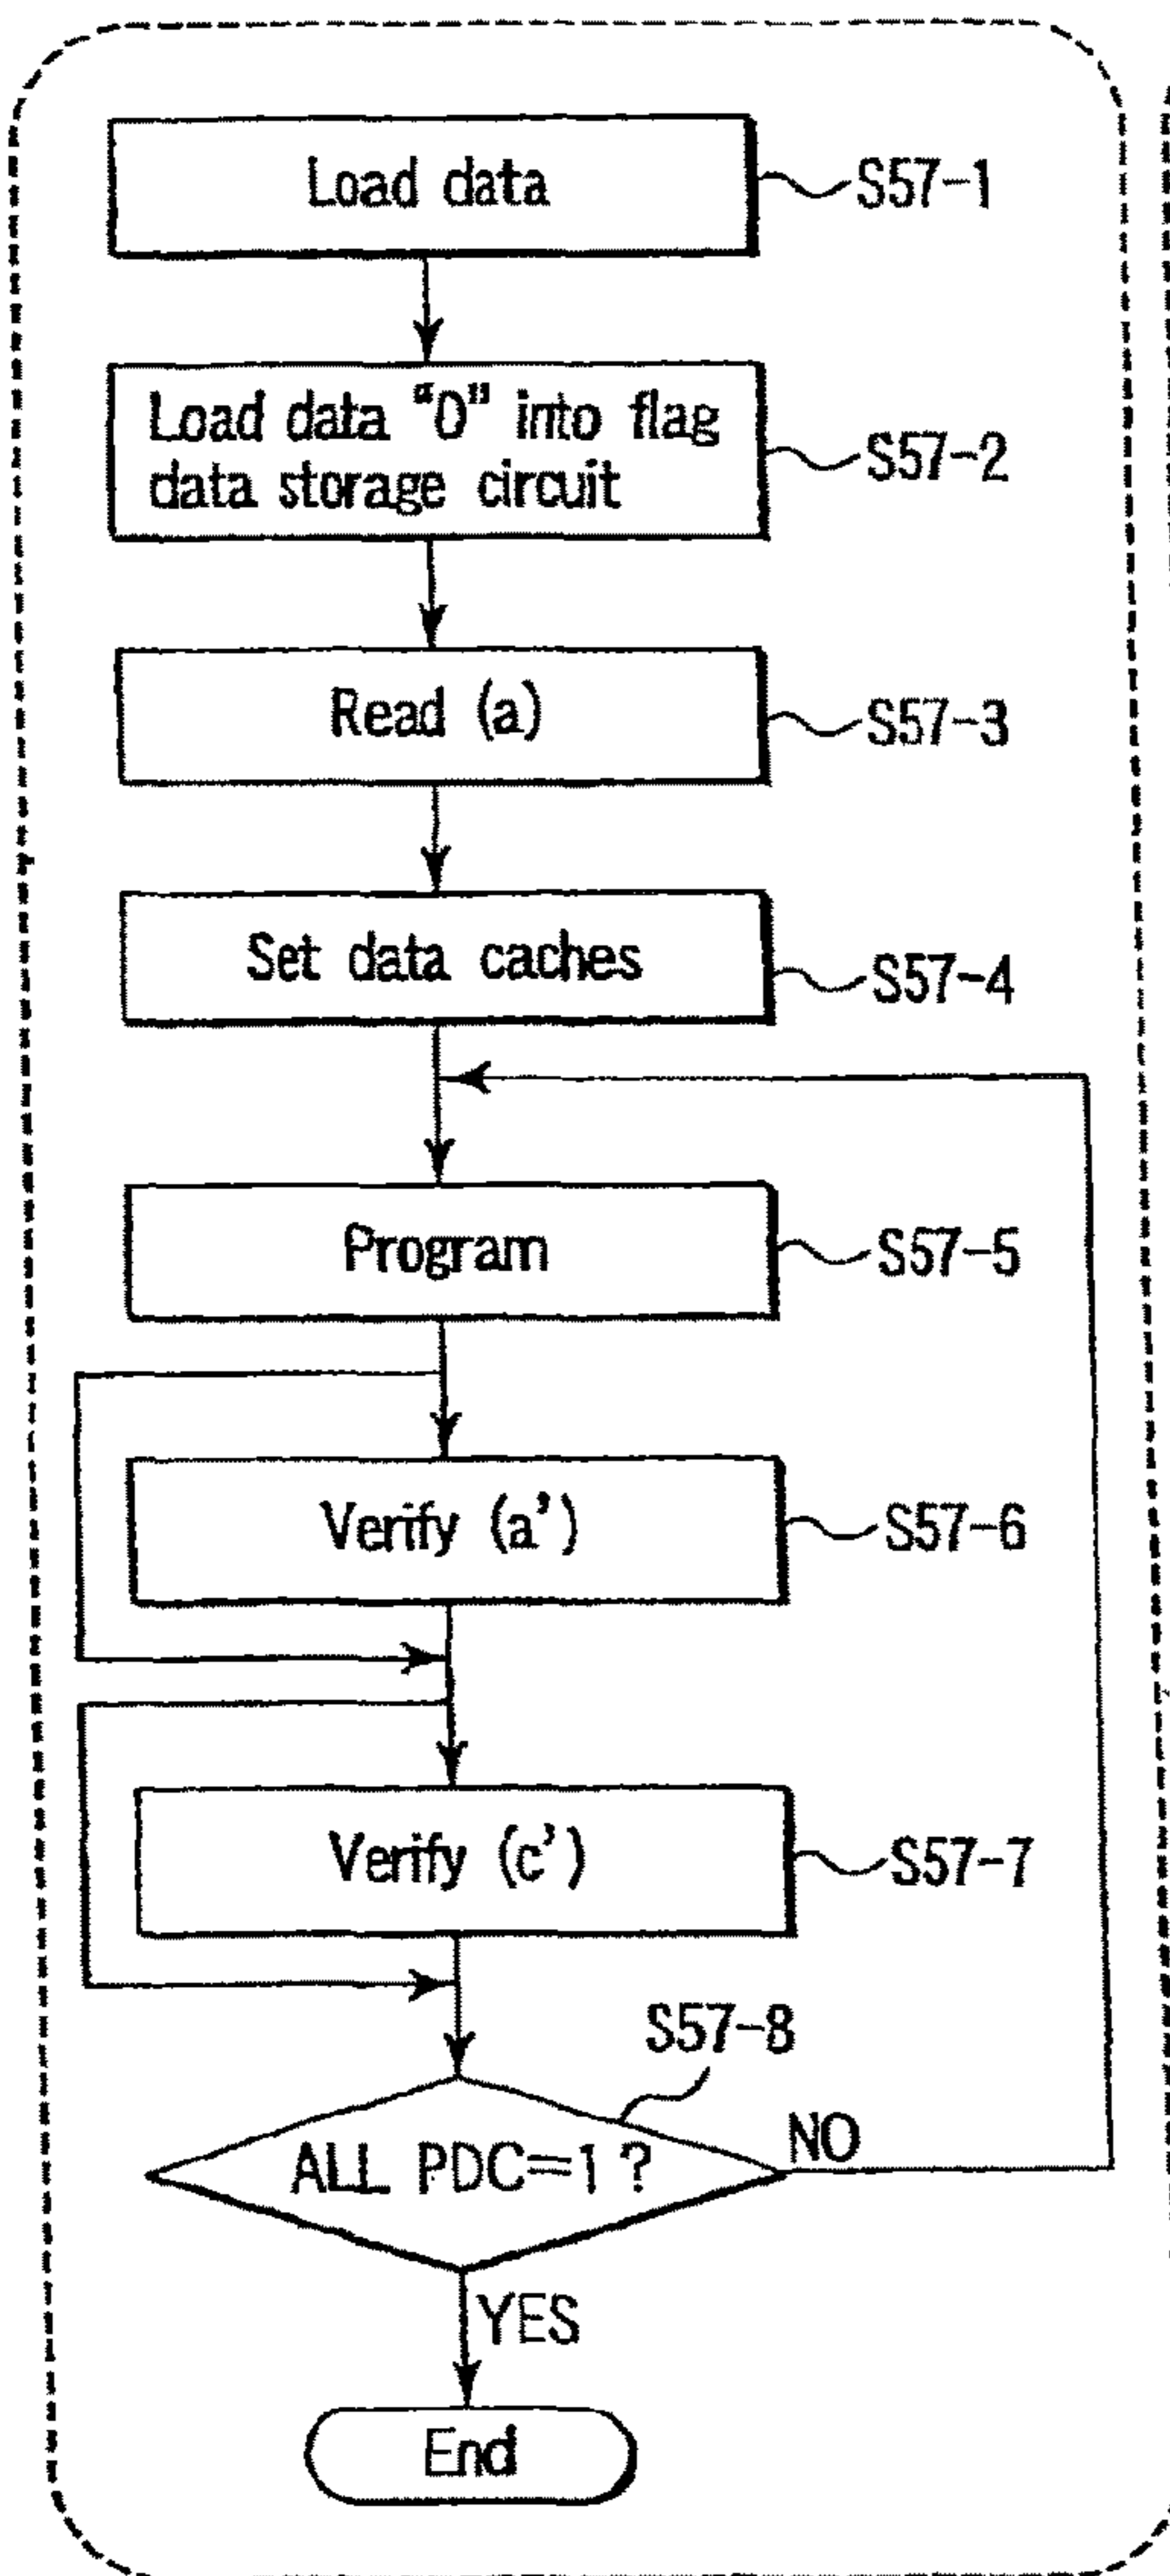 Load data
S57-1
Load data "0" into flag
data storage circuit
S57-2
Read (a)
S57-3
Set data caches
S57-4
Program
S57-5
Verify (a')
S57-6
Verify (c')
S57-7
S57-8
ALL PDC=1 ?
NO
YES
End